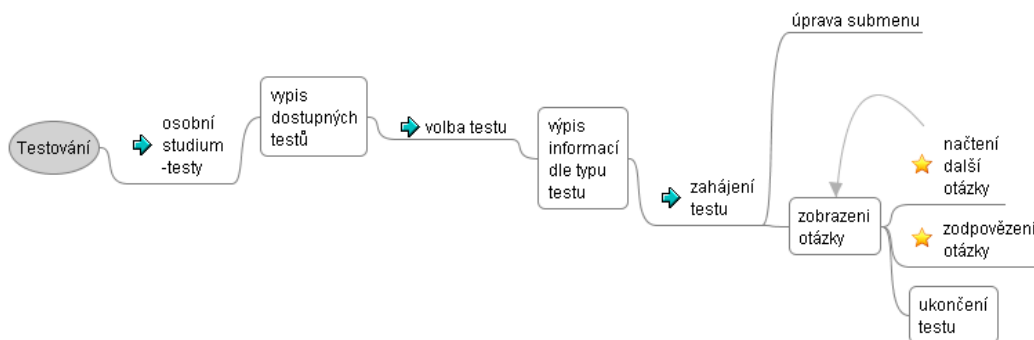 Testování
osobní
studium
-testy
vypis
dostupných
testů
volba testu
výpis
informací
dle typu
testu
zahájení
testu
úprava submenu
zobrazeni
otázky
načtení
další
otázky
zodpovězení
otázky
ukončení
testu